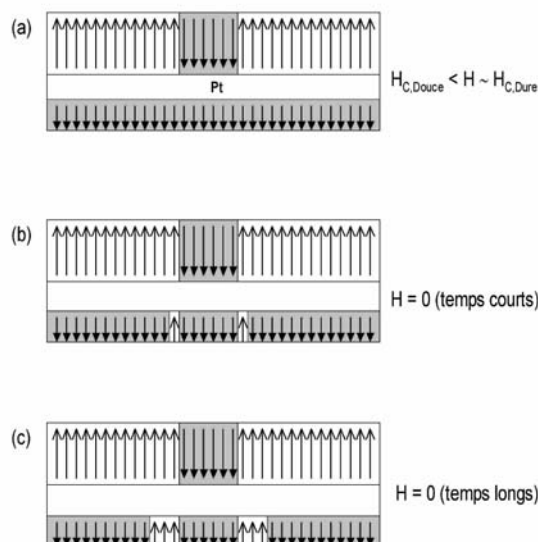 (a)
Pt
H_C,Douce < H ~ H_C,Dure
(b)
H = 0 (temps courts)
(c)
H = 0 (temps longs)